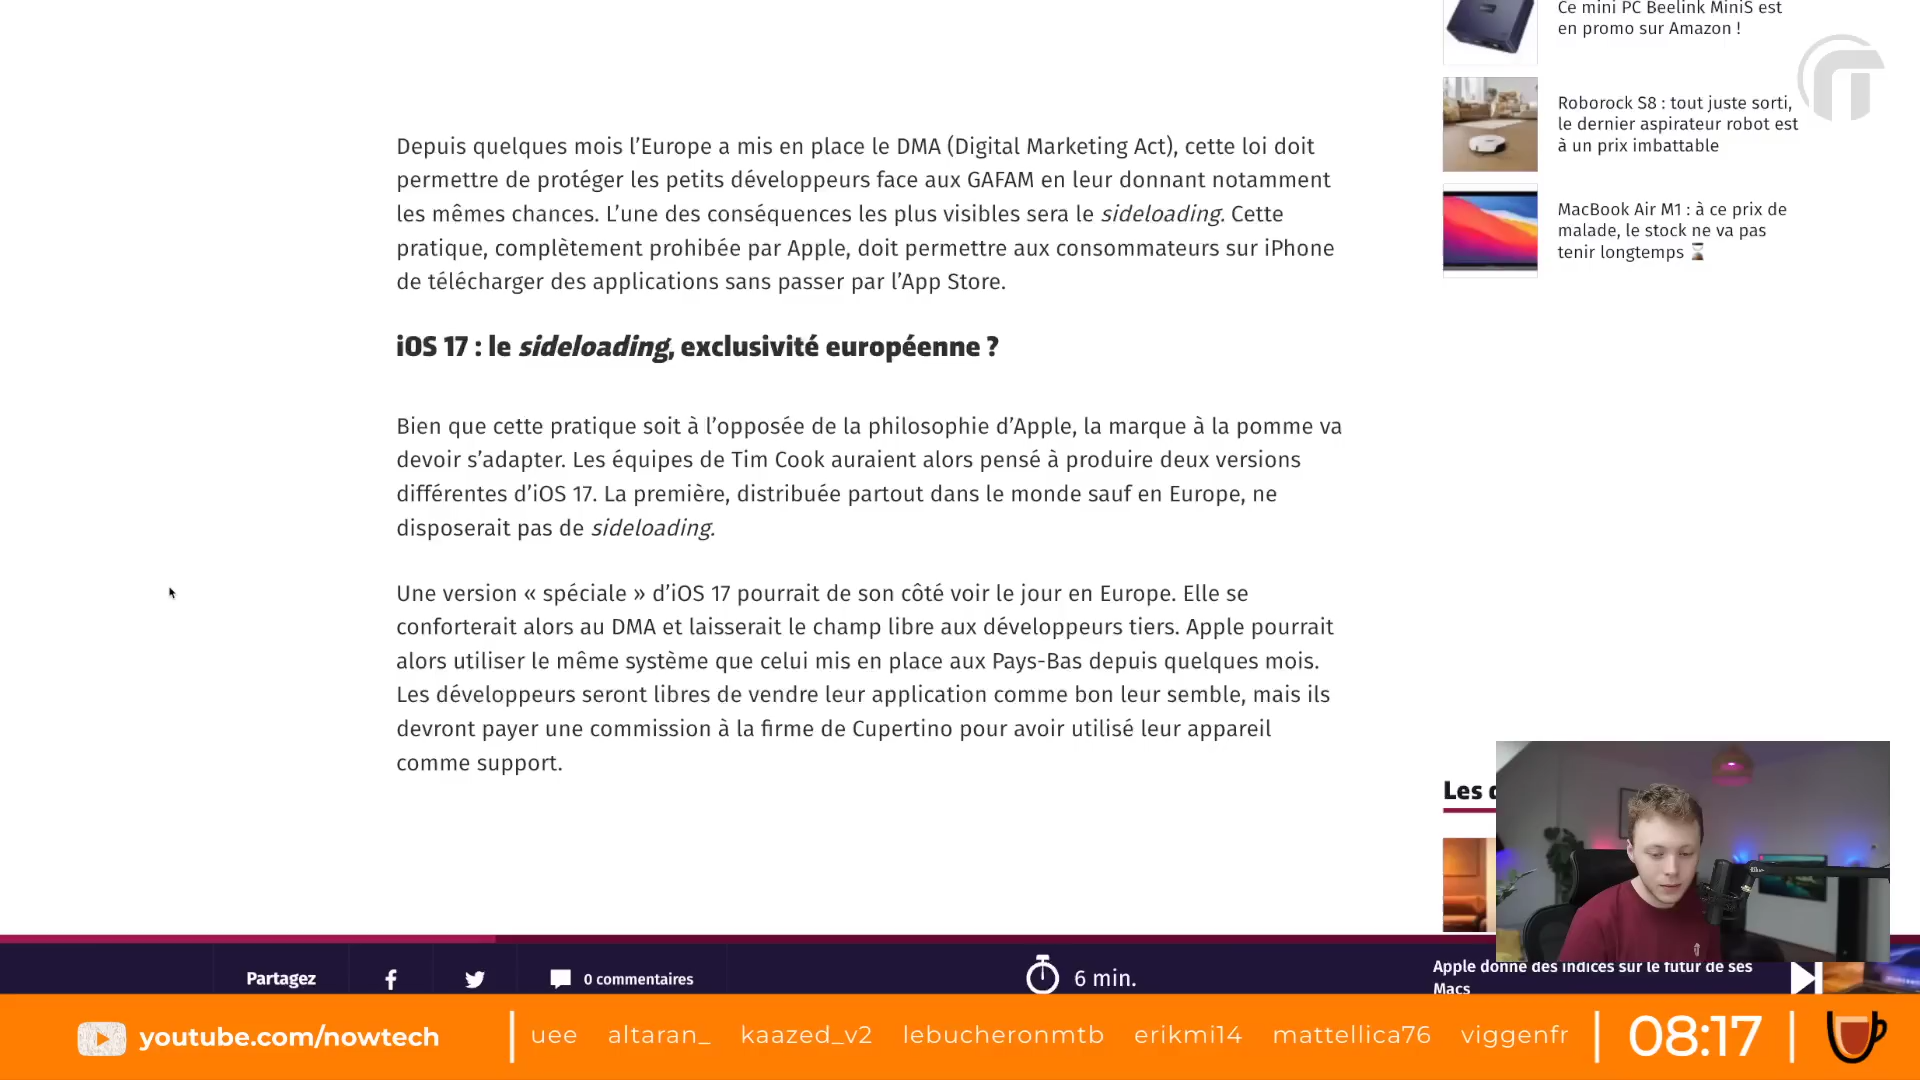 Ce mini PC Beelink MiniS est
en promo sur Amazon !
Roborock S8 : tout juste sorti,
le dernier aspirateur robot est
à un prix imbattable
MacBook Air M1 : à ce prix de
malade, le stock ne va pas
tenir longtemps ⌛
Depuis quelques mois l’Europe a mis en place le DMA (Digital Marketing Act), cette loi doit
permettre de protéger les petits développeurs face aux GAFAM en leur donnant notamment
les mêmes chances. L’une des conséquences les plus visibles sera le sideloading. Cette
pratique, complètement prohibée par Apple, doit permettre aux consommateurs sur iPhone
de télécharger des applications sans passer par l’App Store.
iOS 17 : le sideloading, exclusivité européenne ?
Bien que cette pratique soit à l’opposée de la philosophie d’Apple, la marque à la pomme va
devoir s’adapter. Les équipes de Tim Cook auraient alors pensé à produire deux versions
différentes d’iOS 17. La première, distribuée partout dans le monde sauf en Europe, ne
disposerait pas de sideloading.
Une version « spéciale » d’iOS 17 pourrait de son côté voir le jour en Europe. Elle se
conforterait alors au DMA et laisserait le champ libre aux développeurs tiers. Apple pourrait
alors utiliser le même système que celui mis en place aux Pays-Bas depuis quelques mois.
Les développeurs seront libres de vendre leur application comme bon leur semble, mais ils
devront payer une commission à la firme de Cupertino pour avoir utilisé leur appareil
comme support.
Les
Partagez
0 commentaires
6 min.
Apple donne des indices sur le futur de ses
Macs
youtube.com/nowtech
uee altaran_ kaazed_v2 lebucheronmtb erikmi14 mattellica76 viggenfr
08:17